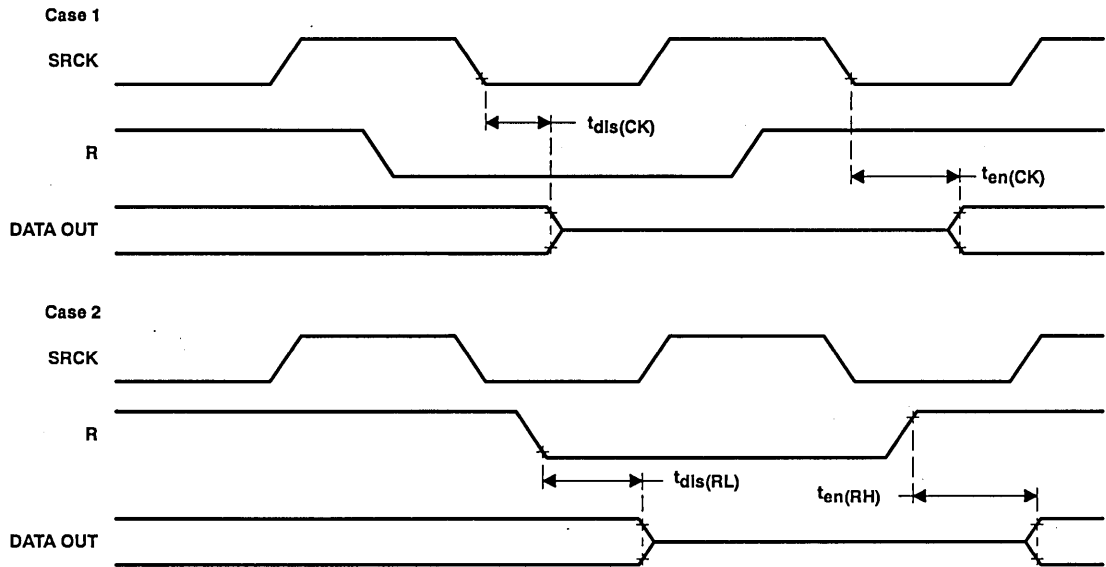 Case 1
SRCK
tdis(CK)
R
ten(CK)
DATA OUT
Case 2
SRCK
R
tdis(RL)
ten(RH)
DATA OUT